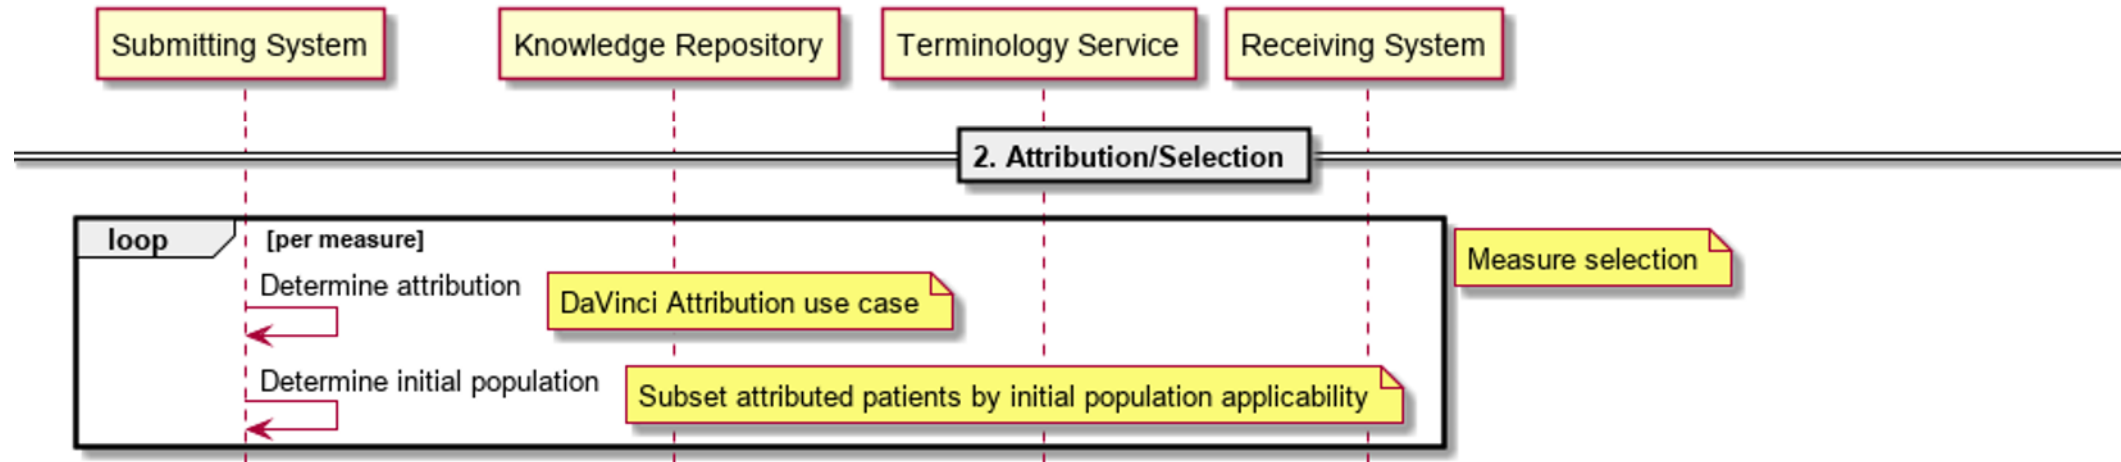 Submitting System
Knowledge Repository
Terminology Service
Receiving System
2. Attribution/Selection
loop
[per measure]
Measure selection
Determine attribution
DaVinci Attribution use case
Determine initial population
Subset attributed patients by initial population applicability